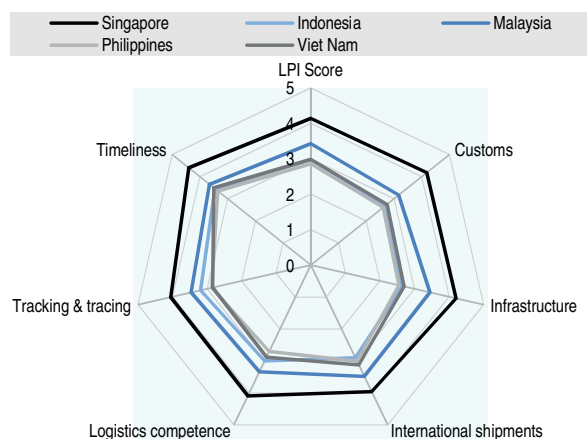 Singapore Indonesia Malaysia
Philippines Viet Nam
LPI Score
5
Timeliness 4 Customs
3
2
1
0
Tracking & tracing Infrastructure
Logistics competence International shipments